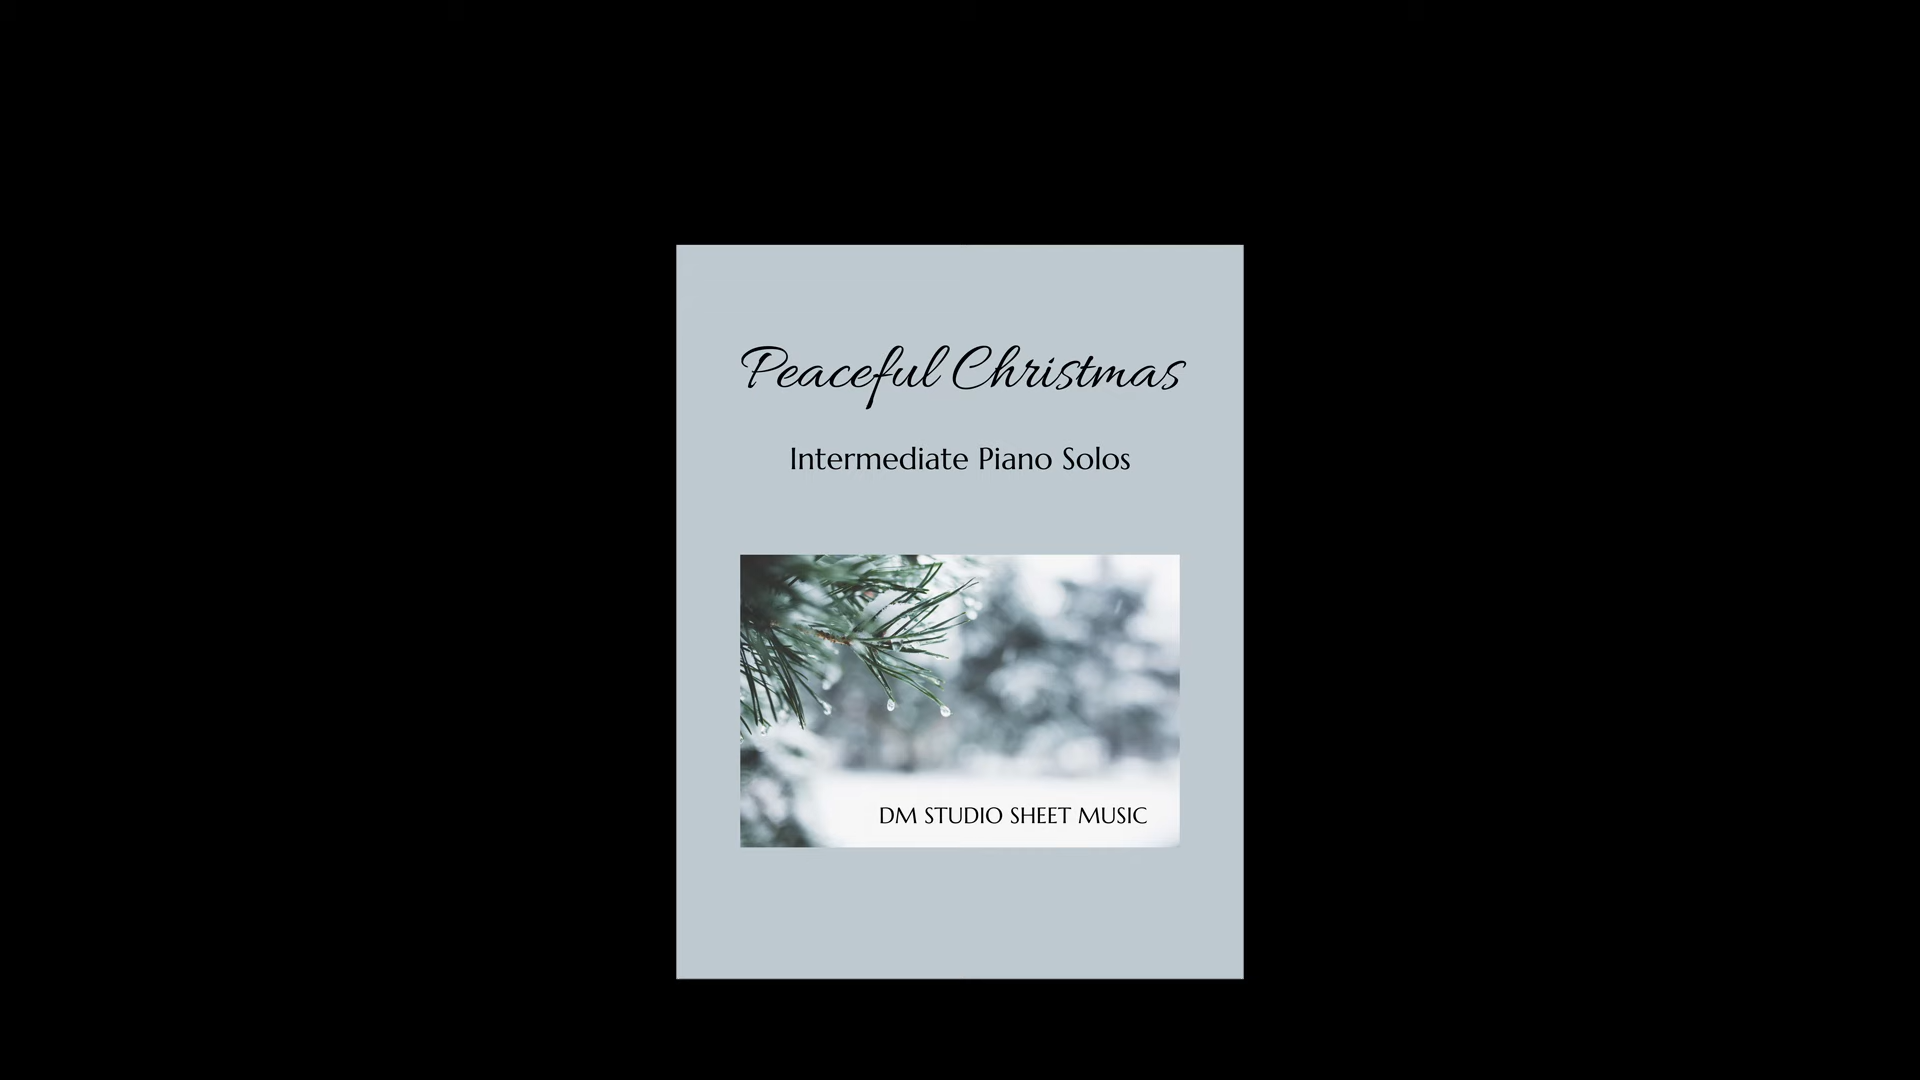 Peaceful Christmas
Intermediate Piano Solos
DM STUDIO SHEET MUSIC